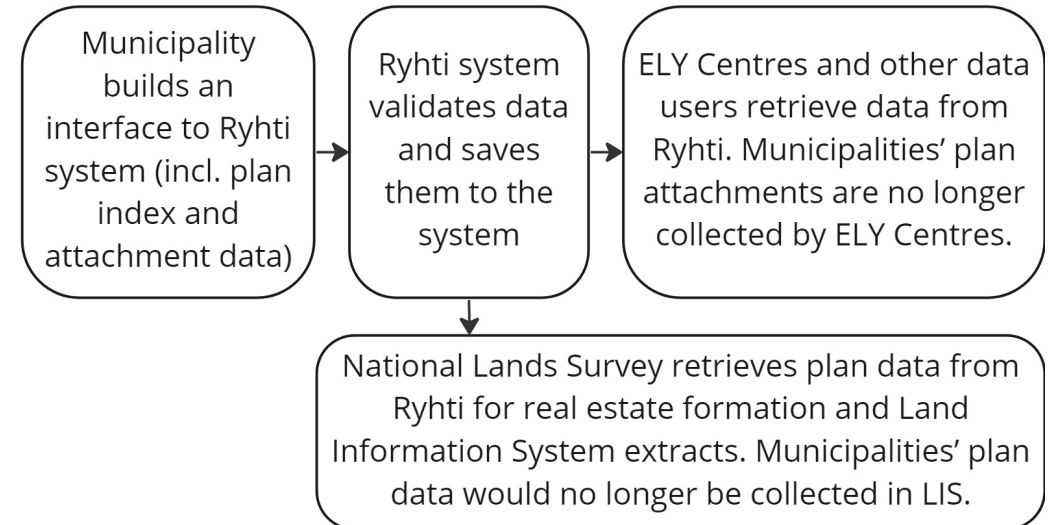 Municipality
builds an
interface to Ryhti
system (incl. plan
index and
attachment data)
Ryhti system
validates data
and saves
them to the
system
ELY Centres and other data
users retrieve data from
Ryhti. Municipalities’ plan
attachments are no longer
collected by ELY Centres.
National Lands Survey retrieves plan data from
Ryhti for real estate formation and Land
Information System extracts. Municipalities’ plan
data would no longer be collected in LIS.